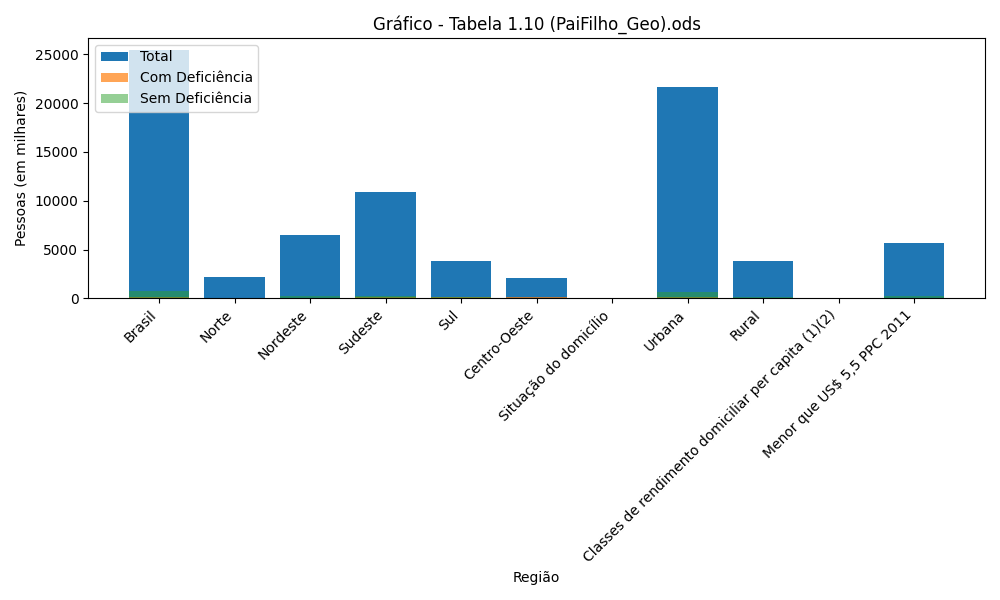 Gráfico - Tabela 1.10 (PaiFilho_Geo).ods
Total
Com Deficiência
Sem Deficiência
Pessoas (em milhares)
25000
20000
15000
10000
5000
0
Brasil
Norte
Nordeste
Sudeste
Sul
Centro-Oeste
Situação do domicílio
Urbana
Rural
Classes de rendimento domiciliar per capita (1)(2)
Menor que US$ 5,5 PPC 2011
Região